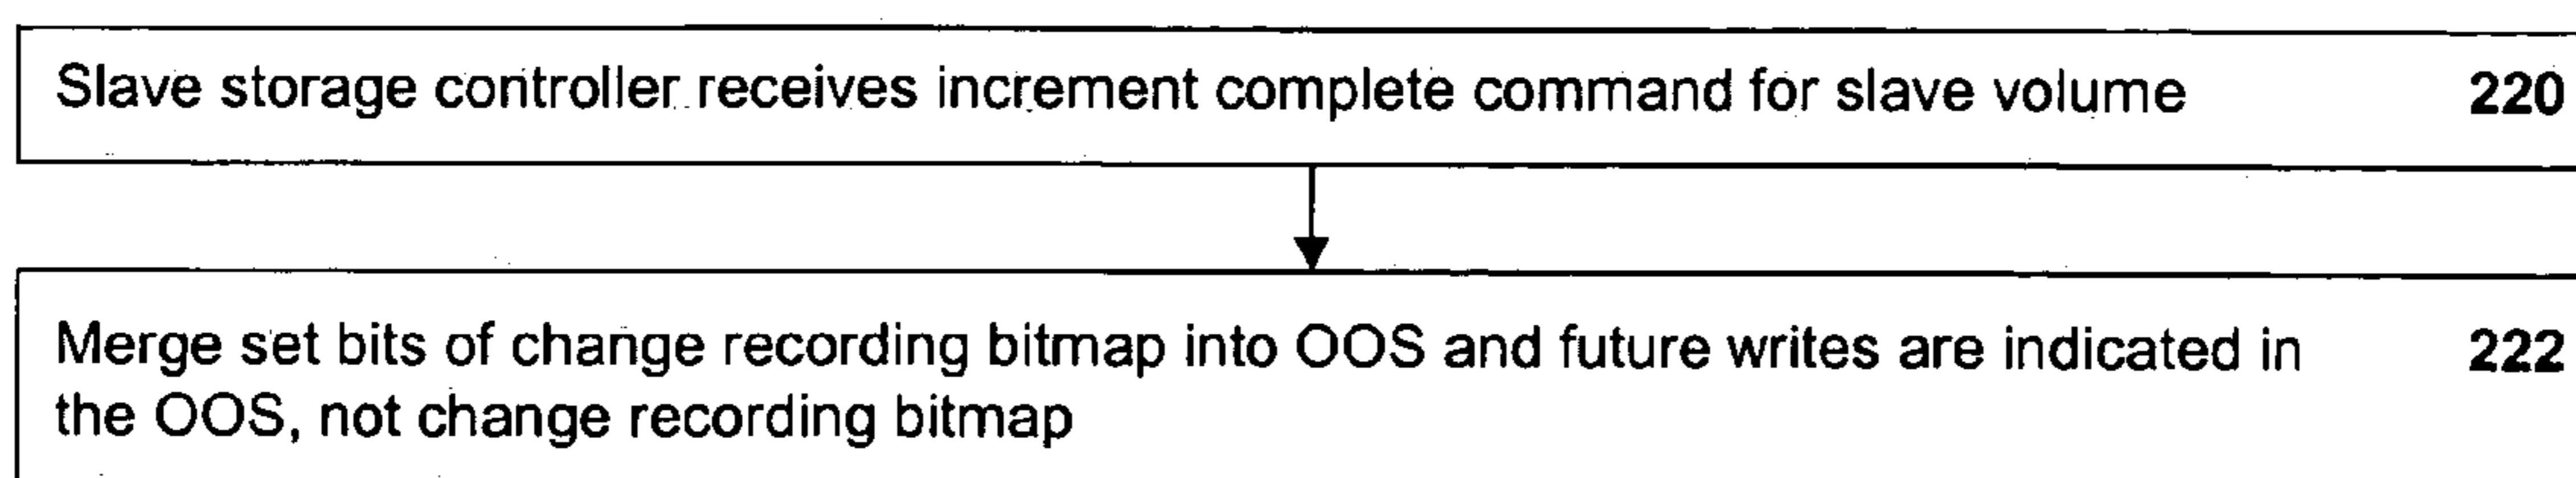 Slave storage controller receives increment complete command for slave volume 220
Merge set bits of change recording bitmap into OOS and future writes are indicated in 222
the OOS, not change recording bitmap